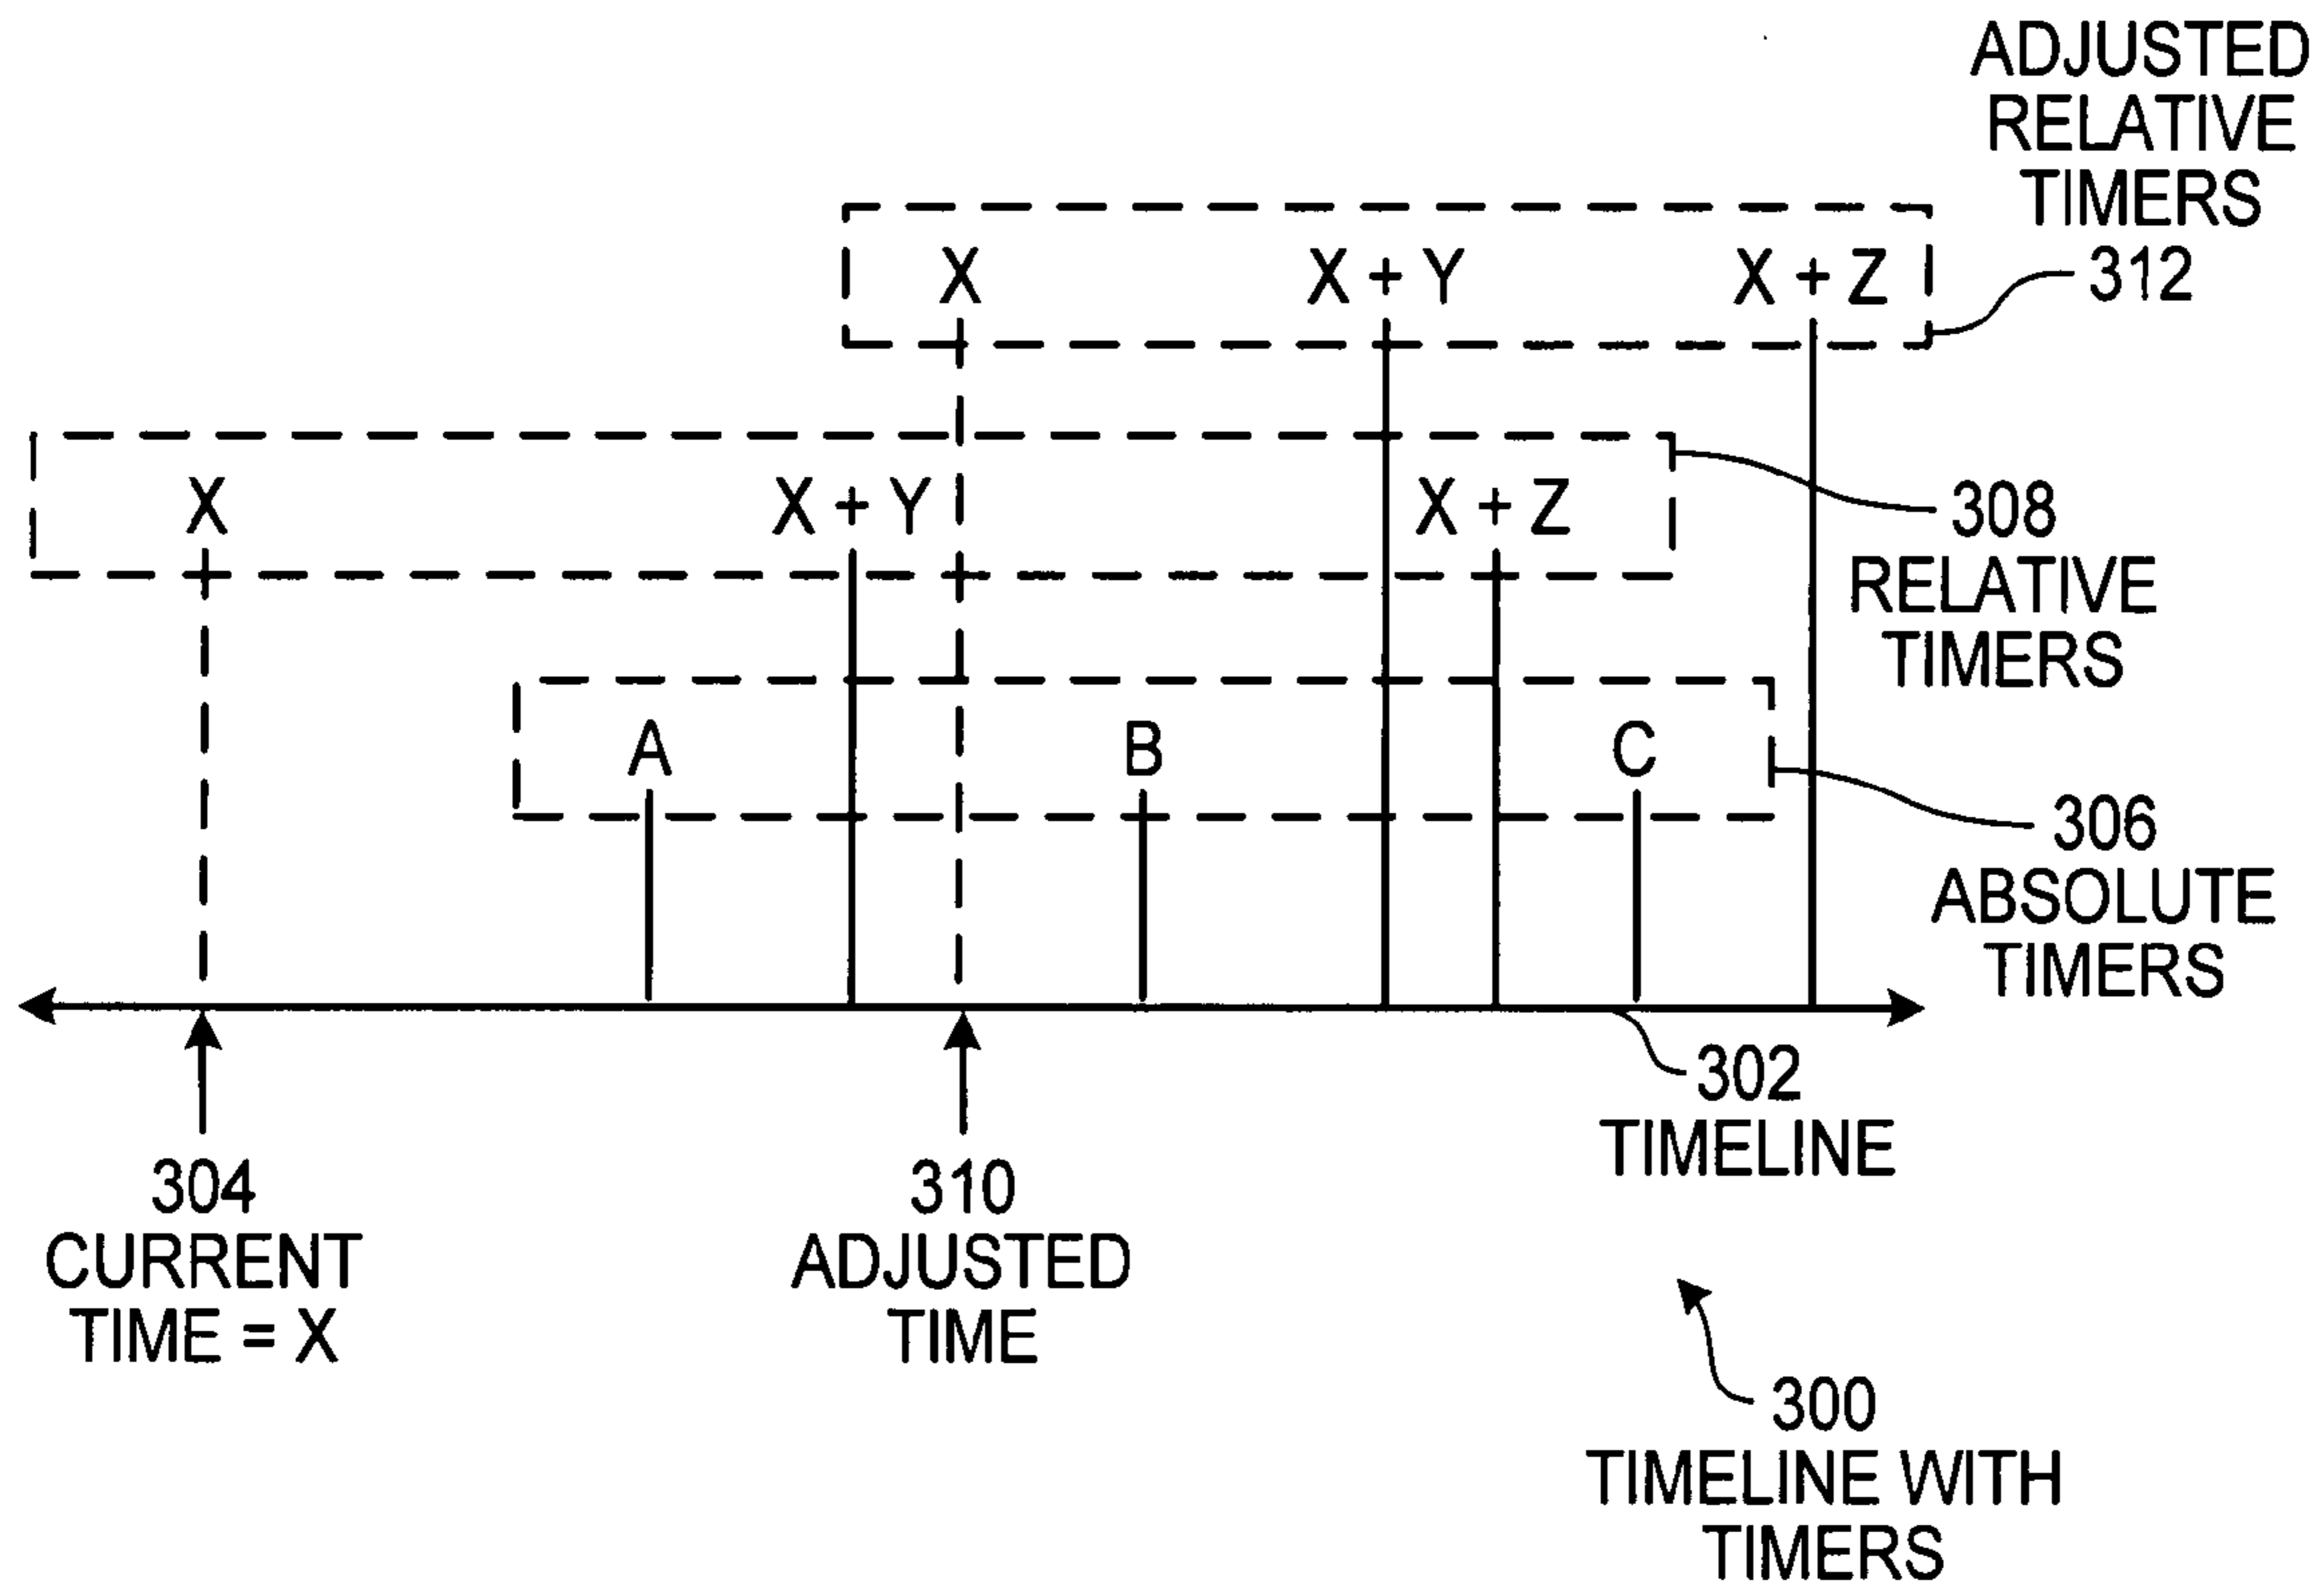 ADJUSTED
RELATIVE
TIMERS
312
X X + Y X + Z
X X + Y X + Z
308
RELATIVE
TIMERS
A B C
306
ABSOLUTE
TIMERS
302
TIMELINE
304
CURRENT
TIME = X
310
ADJUSTED
TIME
300
TIMELINE WITH
TIMERS